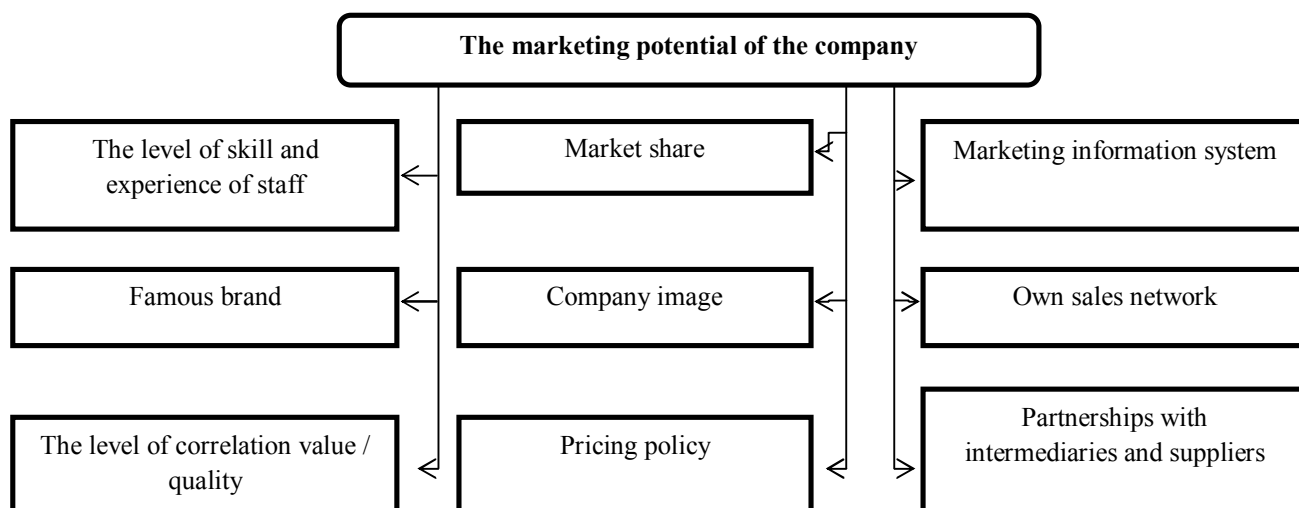 The marketing potential of the company
The level of skill and
experience of staff
Market share
Marketing information system
Famous brand
Company image
Own sales network
The level of correlation value /
quality
Pricing policy
Partnerships with
intermediaries and suppliers